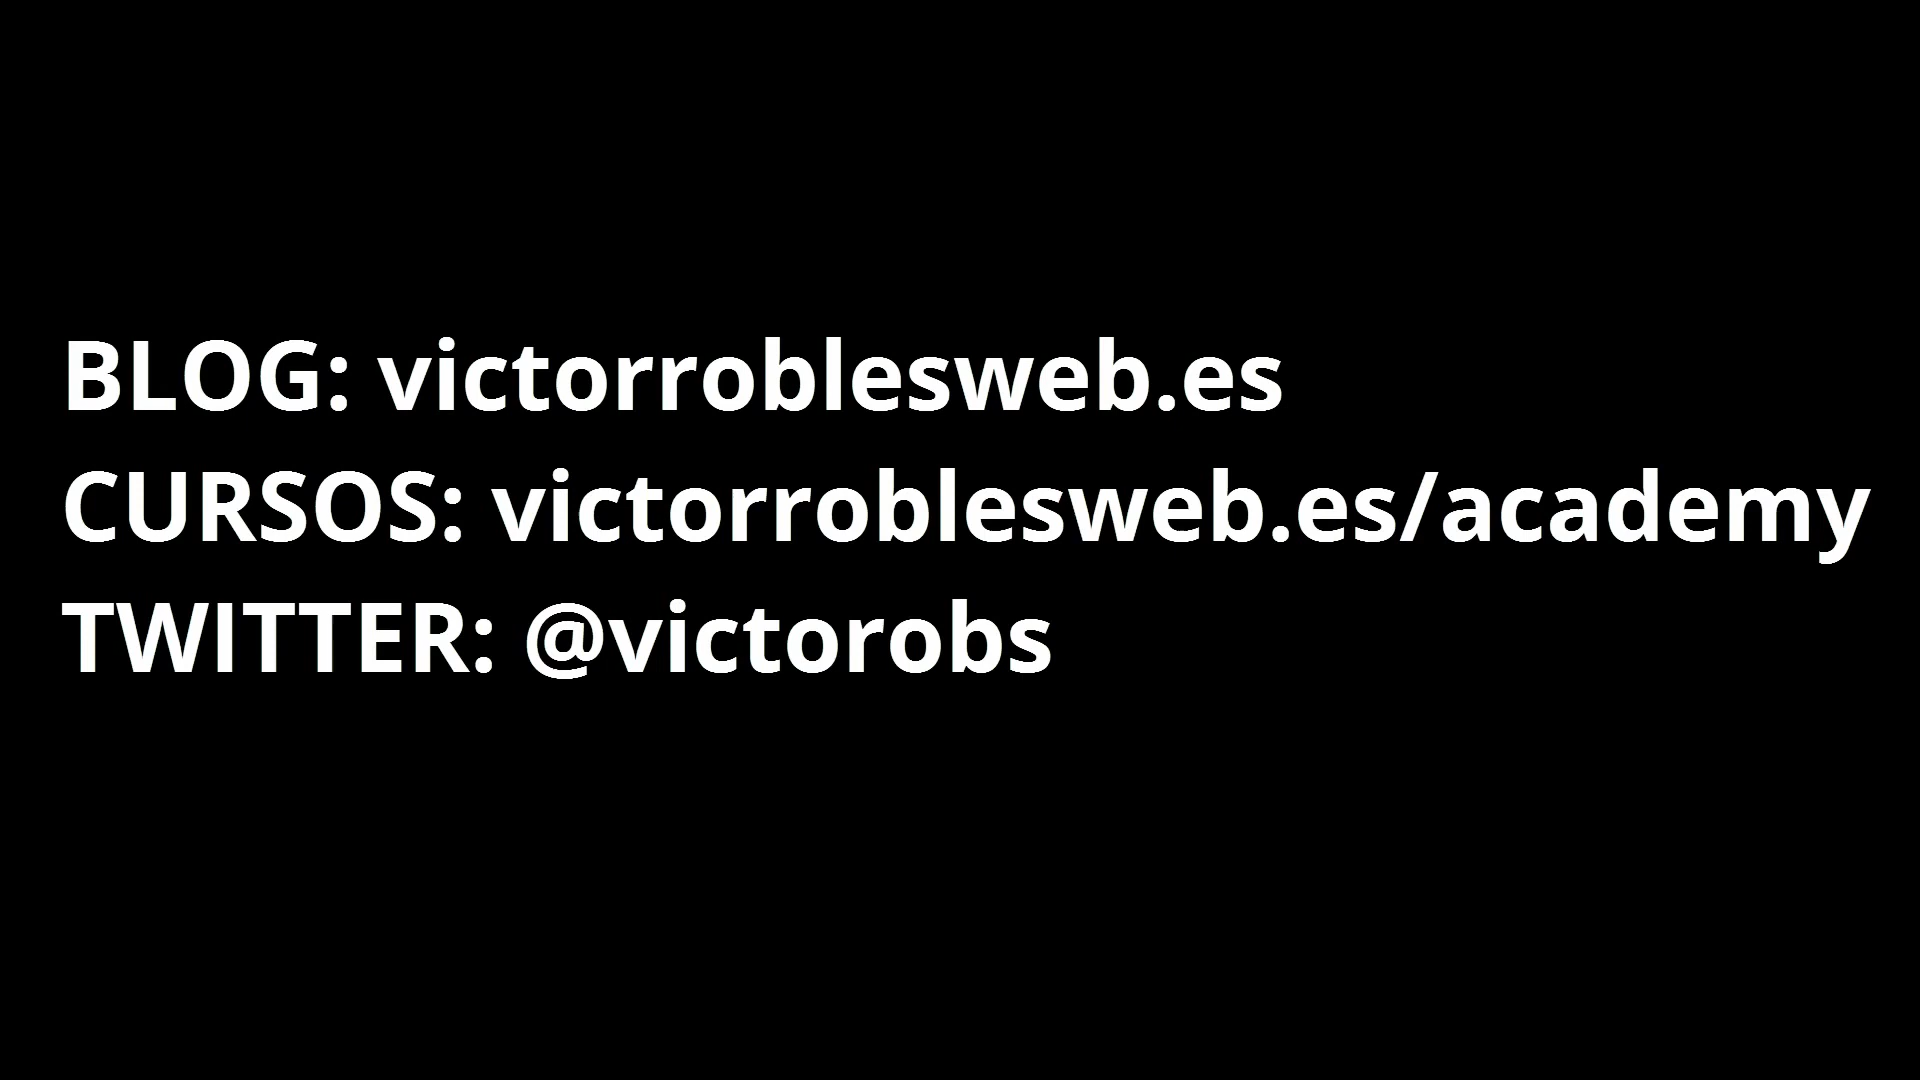 BLOG: victorroblesweb.es
CURSOS: victorroblesweb.es/academy
TWITTER: @victorobs